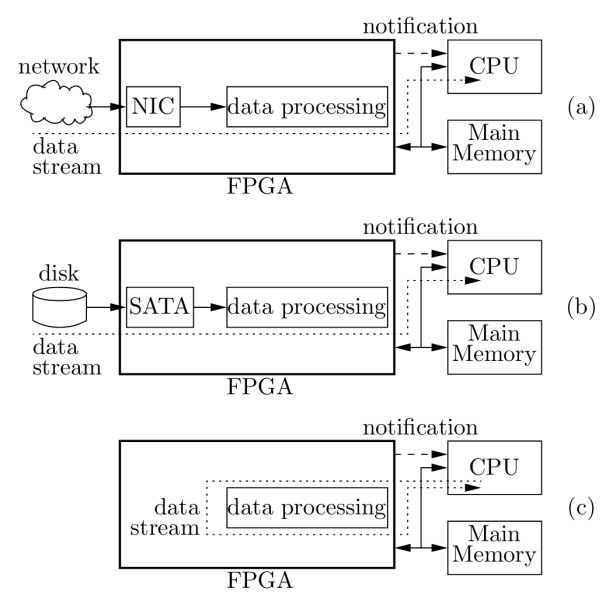 notification
network
CPU
NIC
data processing
(a)
data
stream
Main
Memory
FPGA
notification
disk
CPU
SATA
data processing
(b)
data
stream
Main
Memory
FPGA
notification
CPU
data
stream
data processing
(c)
Main
Memory
FPGA